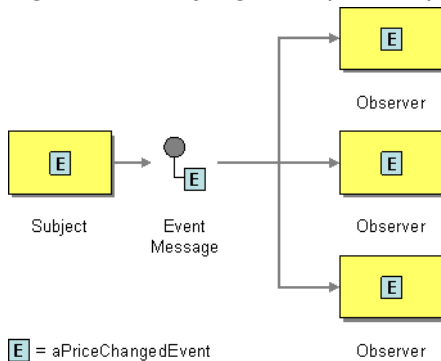 E
Observer
E
E
E
Subject
Event
Message
Observer
E
E = aPriceChangedEvent
Observer